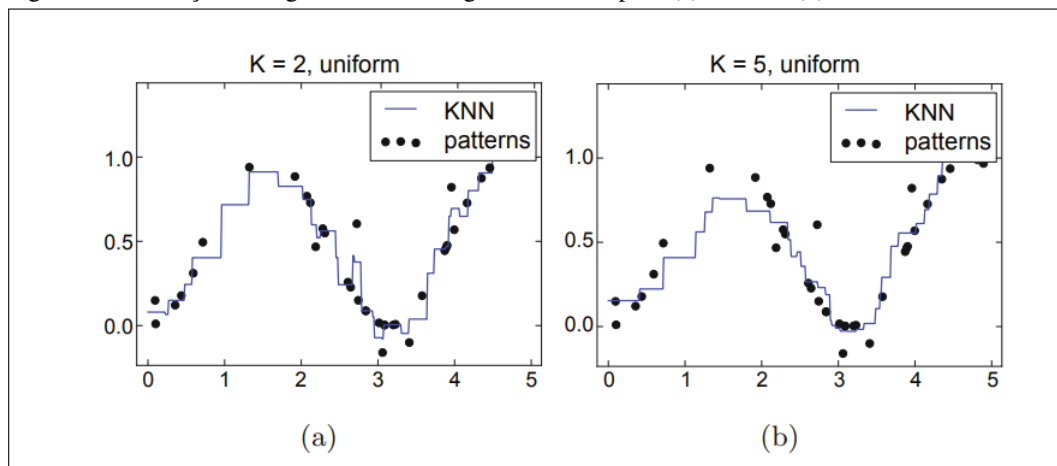 K = 2, uniform
KNN
patterns
1.0
0.5
0.0
0 1 2 3 4 5
(a)
K = 5, uniform
KNN
patterns
1.0
0.5
0.0
0 1 2 3 4 5
(b)